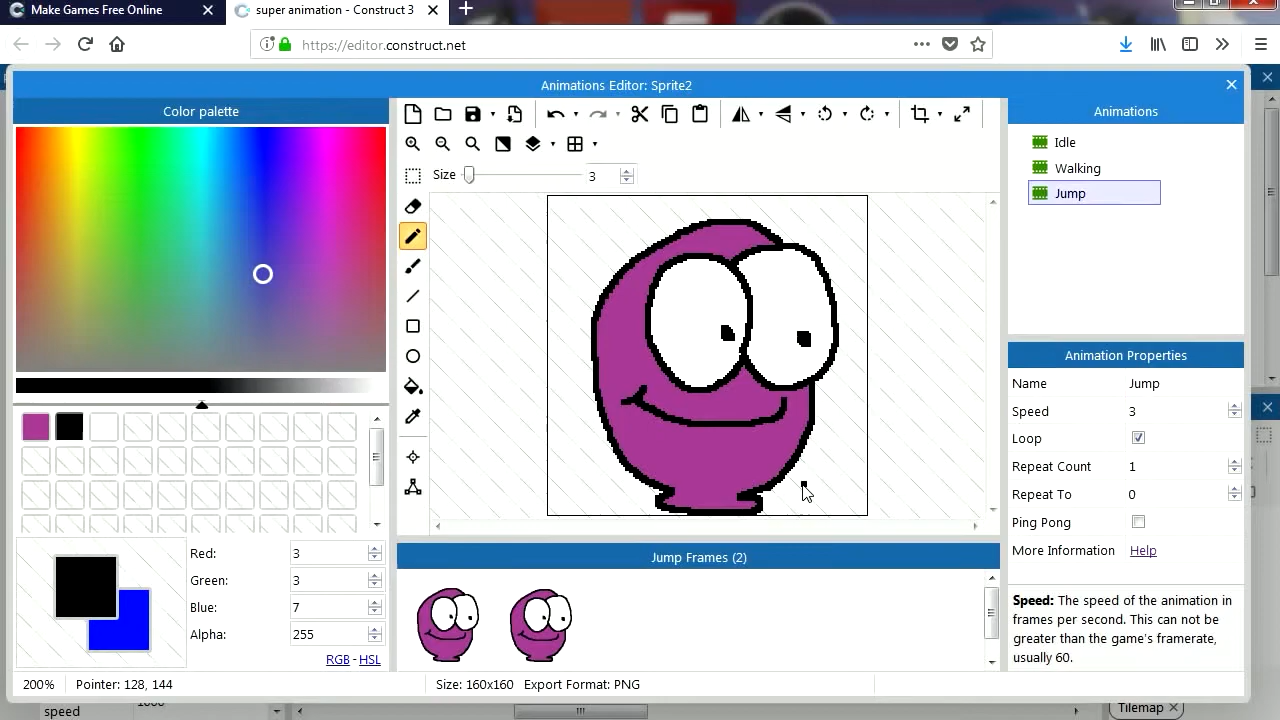 Make Games Free Online
super animation - Construct 3
https://editor.construct.net
Animations Editor: Sprite2
Color palette
Animations
Idle
Walking
Jump
Size 3
Animation Properties
Name Jump
Speed 3
Loop
Repeat Count 1
Repeat To 0
Ping Pong
More Information Help
Jump Frames (2)
Red: 3
Green: 3
Blue: 7
Alpha: 255
RGB - HSL
Speed: The speed of the animation in
frames per second. This can not be
greater than the game's framerate,
usually 60.
200% Pointer: 128, 144 Size: 160x160 Export Format: PNG
speed 1000
Tilemap